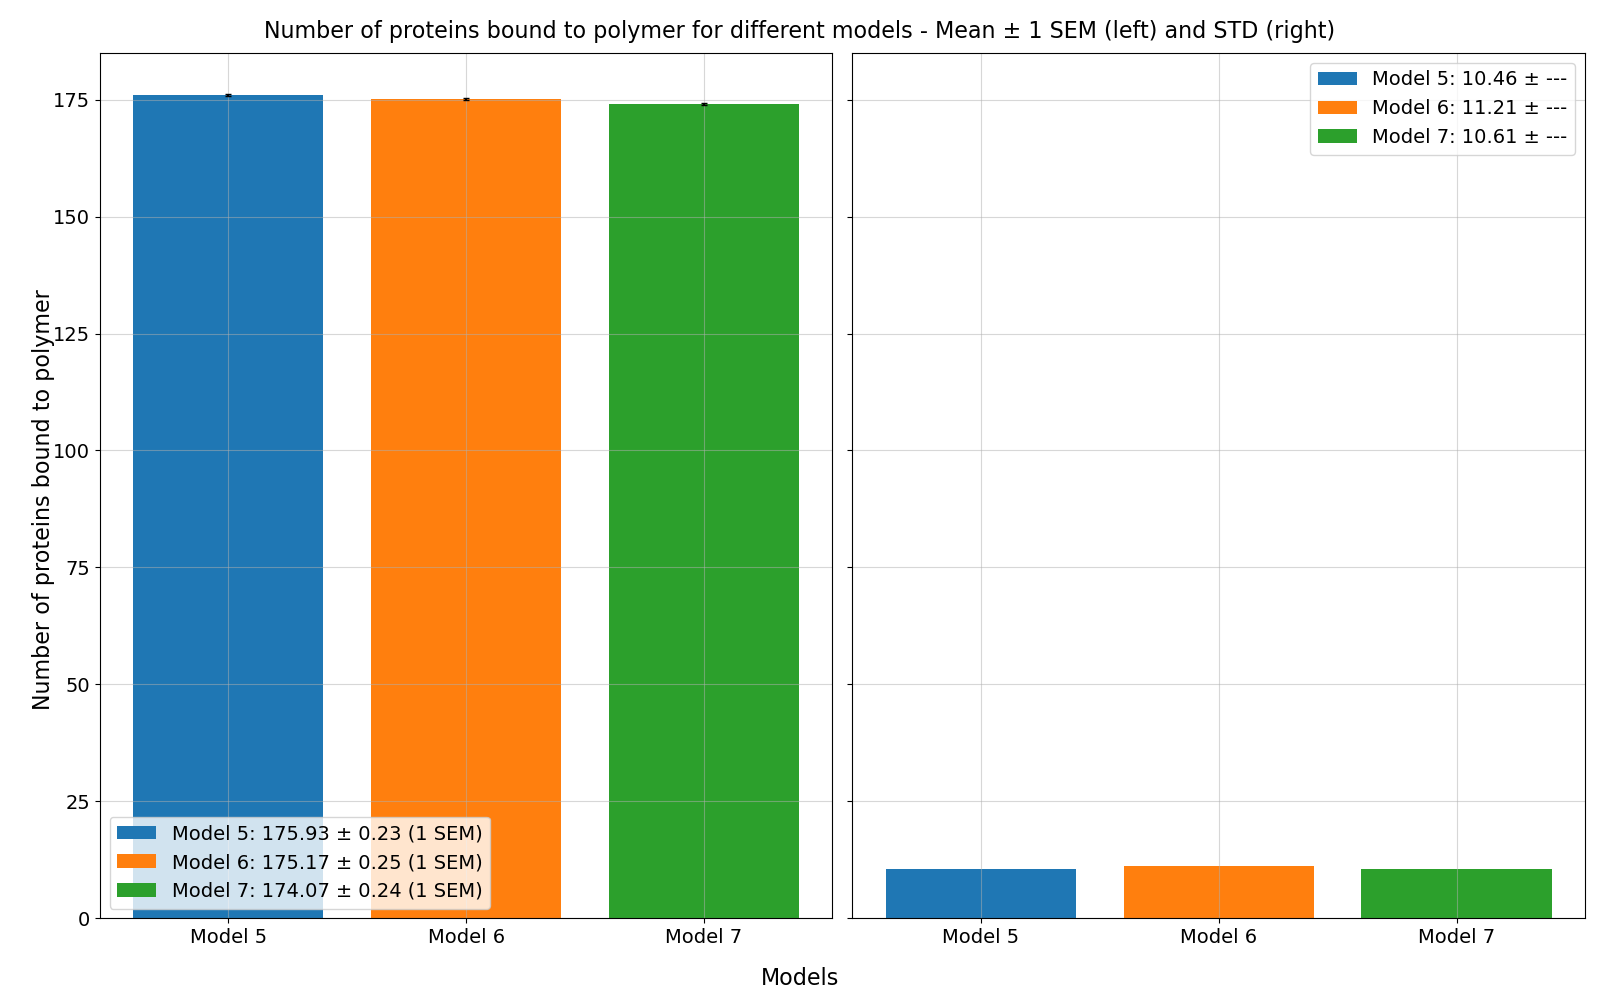 Number of proteins bound to polymer for different models - Mean ± 1 SEM (left) and STD (right)
Number of proteins bound to polymer
175
150
125
100
75
50
25
0
Model 5: 175.93 ± 0.23 (1 SEM)
Model 6: 175.17 ± 0.25 (1 SEM)
Model 7: 174.07 ± 0.24 (1 SEM)
Model 5
Model 6
Model 7
Model 5: 10.46 ± ---
Model 6: 11.21 ± ---
Model 7: 10.61 ± ---
Model 5
Model 6
Model 7
Models